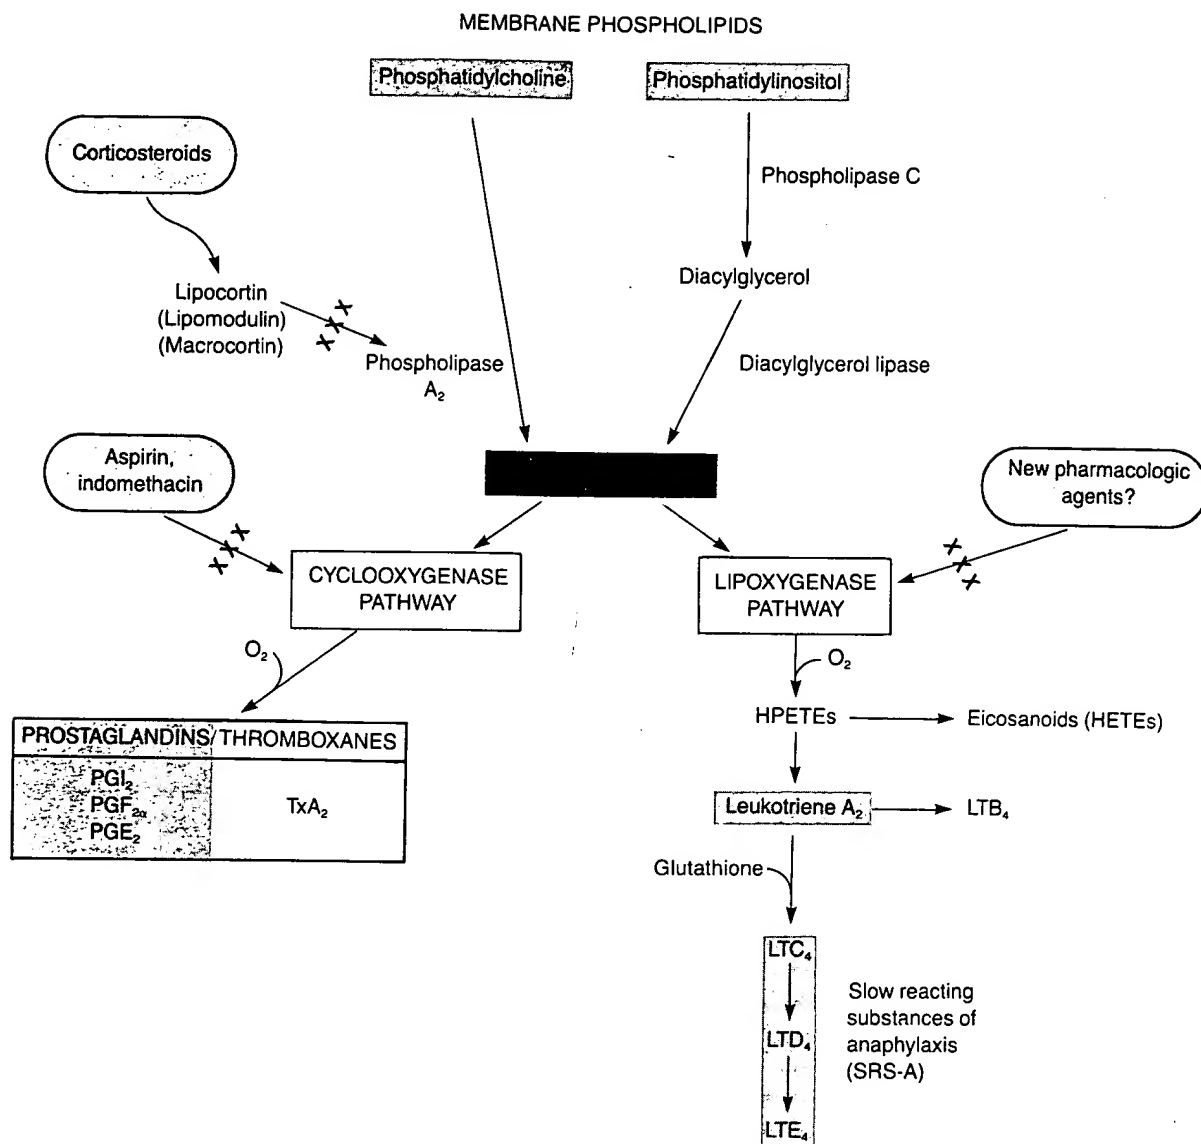 MEMBRANE PHOSPHOLIPIDS
Phosphatidylcholine
Phosphatidylinositol
Corticosteroids
Phospholipase C
Lipocortin
(Lipomodulin)
(Macrocortin)
Diacylglycerol
Phospholipase
A₂
Diacylglycerol lipase
Aspirin,
indomethacin
New pharmacologic
agents?
CYCLOOXYGENASE
PATHWAY
LIPOXYGENASE
PATHWAY
O₂
O₂
PROSTAGLANDINS/THROMBOXANES
PGI₂
PGF₂α
PGE₂
TxA₂
HPETEs
Eicosanoids (HETEs)
Leukotriene A₂
LTB₄
Glutathione
LTC₄
LTD₄
LTE₄
Slow reacting
substances of
anaphylaxis
(SRS-A)